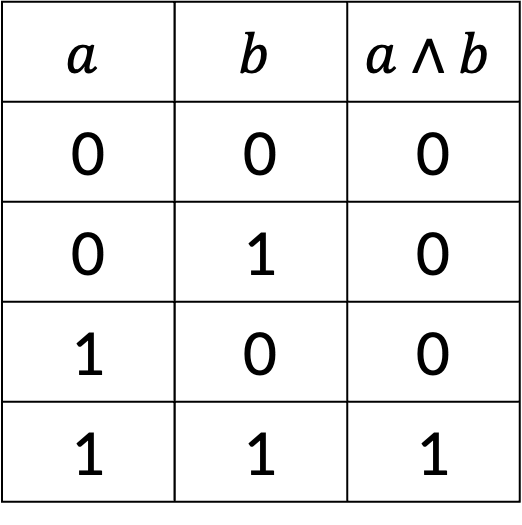 a b a ∧ b
0 0 0
0 1 0
1 0 0
1 1 1